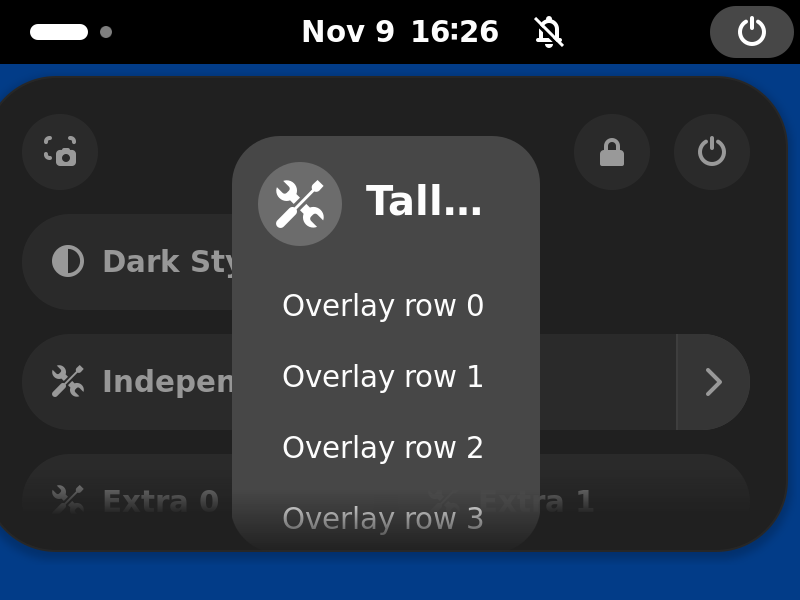 Nov 9 16:26
Tall…
Dark Sty
Overlay row 0
Indepen
Overlay row 1
Overlay row 2
Extra 0
Extra 1
Overlay row 3